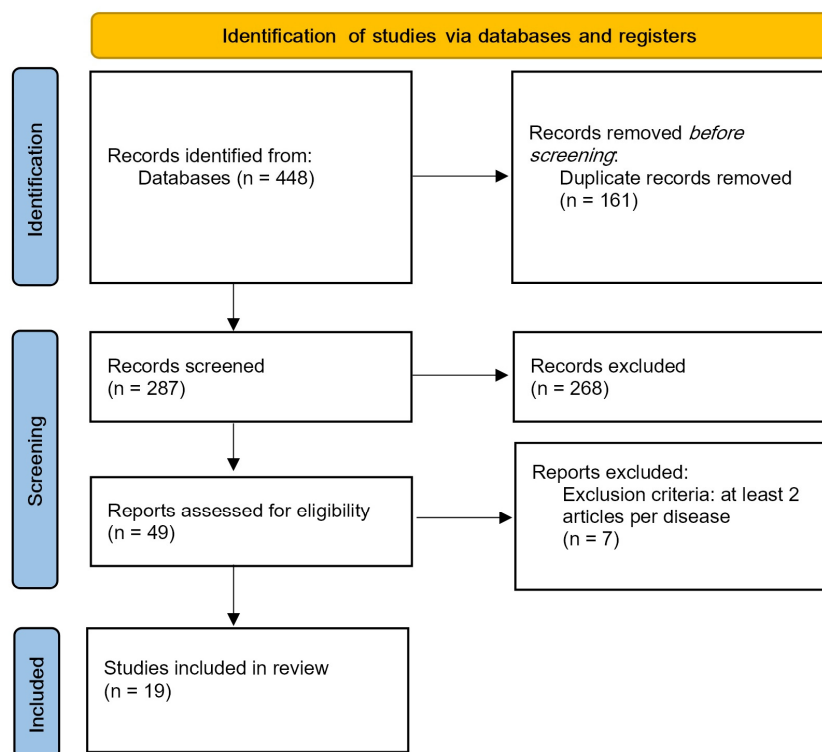 Identification of studies via databases and registers
Identification
Records identified from:
Databases (n = 448)
Records removed before
screening:
Duplicate records removed
(n = 161)
Screening
Records screened
(n = 287)
Records excluded
(n = 268)
Reports assessed for eligibility
(n = 49)
Reports excluded:
Exclusion criteria: at least 2
articles per disease
(n = 7)
Included
Studies included in review
(n = 19)